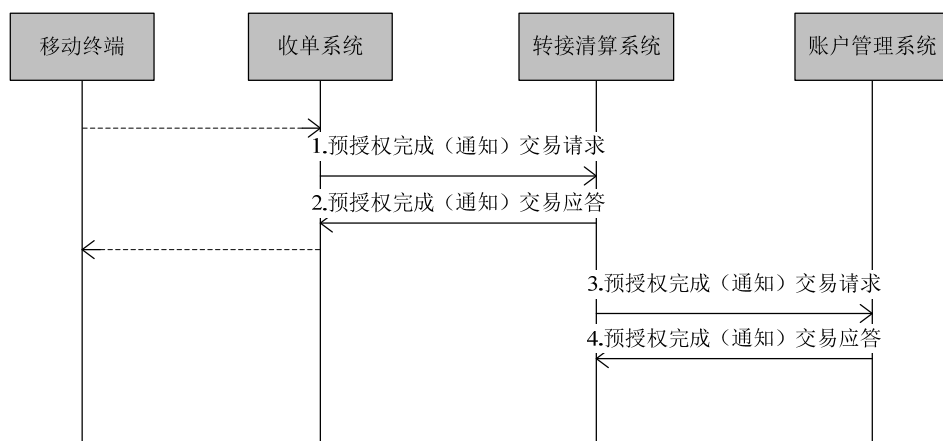 移动终端
收单系统
转接清算系统
账户管理系统
1.预授权完成（通知）交易请求
2.预授权完成（通知）交易应答
3.预授权完成（通知）交易请求
4.预授权完成（通知）交易应答